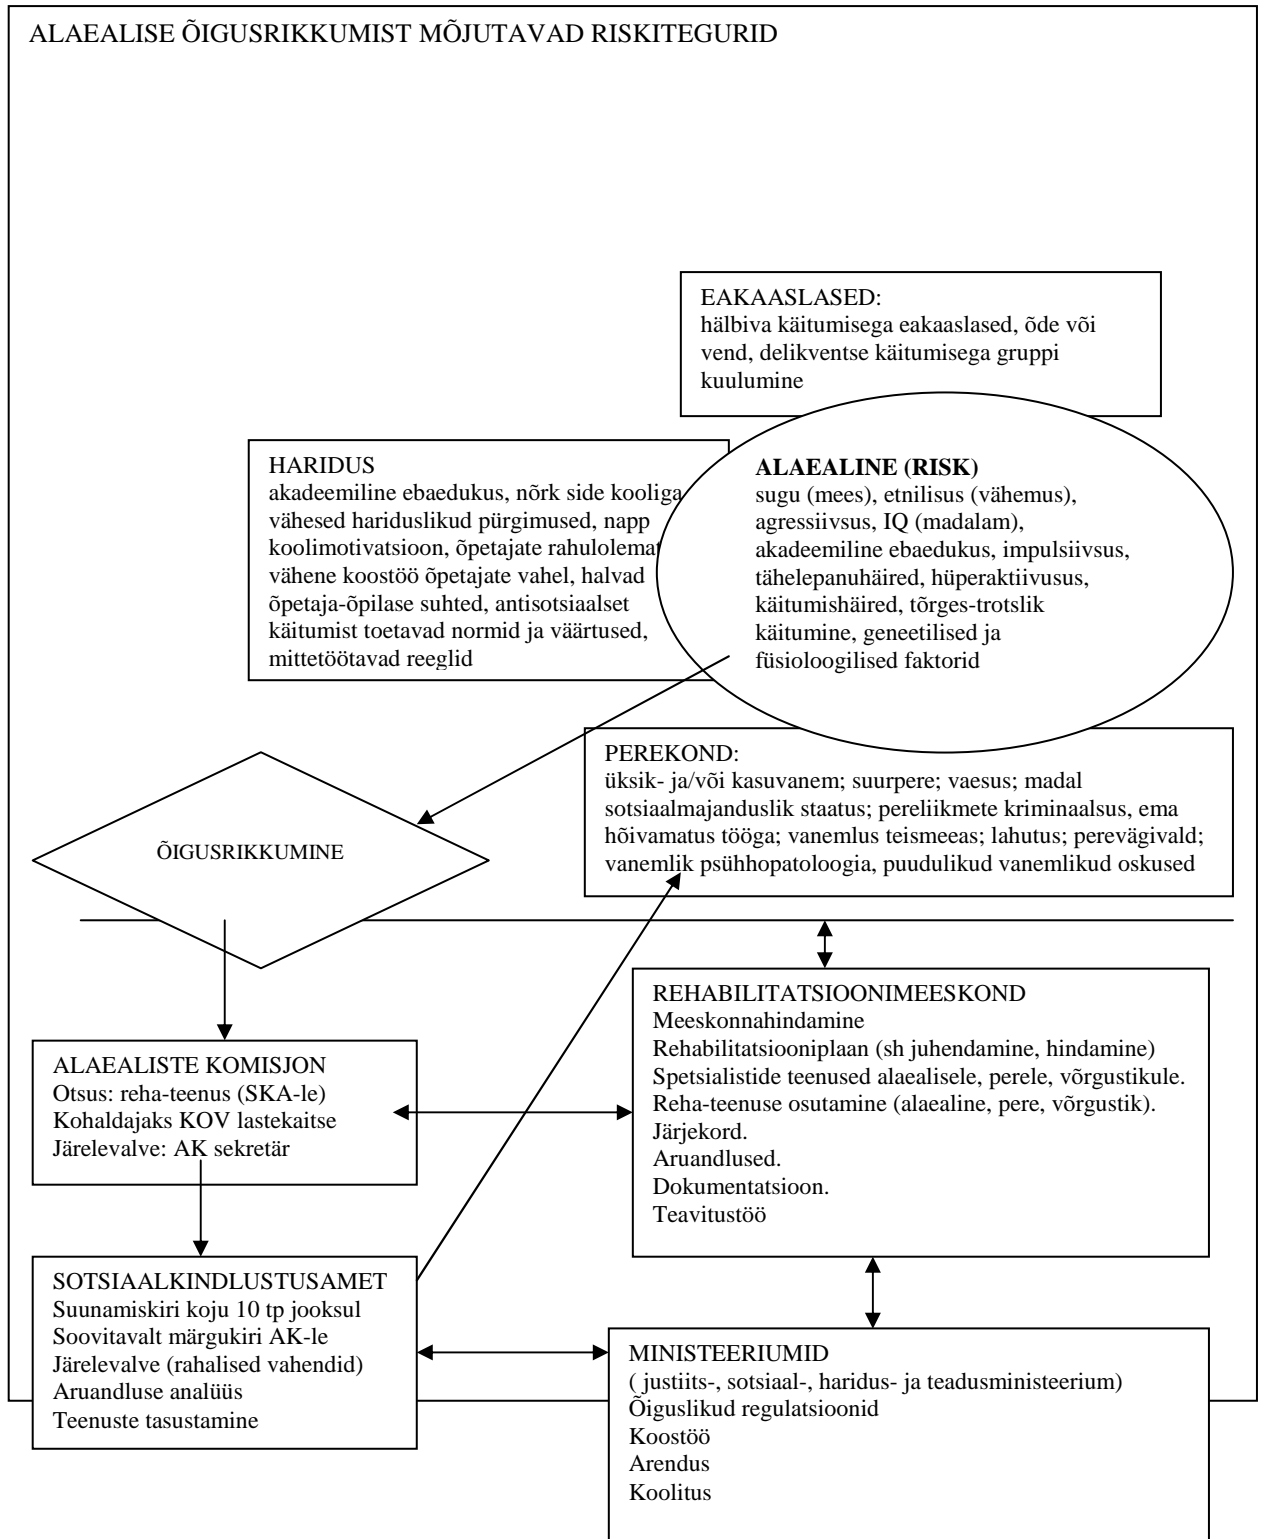 ALAEALISE ÕIGUSRIKKUMIST MÕJUTAVAD RISKITEGURID
EAKAASLASED:
hälbiva käitumisega eakaaslased, õde või
vend, delikventse käitumisega gruppi
kuulumine
HARIDUS
akadeemiline ebaedukus, nõrk side kooliga
vähesed hariduslikud pürgimused, napp
koolimotivatsioon, õpetajate
vähene koostöö õpetajate vahel, halvad
õpetaja-õpilase suhted, antisotsiaalset
käitumist toetavad normid ja väärtused,
mittetöötavad reeglid
ALAEALINE (RISK)
sugu (mees), etnilisus (vähemus),
agressiivsus, IQ (madalam),
akadeemiline ebaedukus, impulsiivsus,
tähelepanuhäired, hüperaktiivusus,
käitumishäired, tõrges-trotslik
käitumine, geneetilised ja
füsioloogilised faktorid
PEREKOND:
üksik- ja/või kasuvanem; suurpere; vaesus; madal
sotsiaalmajanduslik staatus; pereliikmete kriminaalsus, ema
hõivamatus tööga; vanemlus teismeeas; lahutus; perevägivald;
vanemlik psühhopatoloogia, puudulikud vanemlikud oskused
ÕIGUSRIKKUMINE
REHABILITATSIOONIMEESKOND
Meeskonnahindamine
Rehabilitatsiooniplaan (sh juhendamine, hindamine)
Spetsialistide teenused alaealisele, perele, võrgustikule.
Reha-teenuse osutamine (alaealine, pere, võrgustik).
Järjekord.
Aruandlused.
Dokumentatsioon.
Teavitustöö
ALAEALISTE KOMISJON
Otsus: reha-teenus (SKA-le)
Kohaldajaks KOV lastekaitse
Järelevalve: AK sekretär
SOTSIAALKINDLUSTUSAMET
Suunamiskiri koju 10 tp jooksul
Soovitavalt märgukiri AK-le
Järelevalve (rahalised vahendid)
Aruandluse analüüs
Teenuste tasustamine
MINISTEERIUMID
( justiits-, sotsiaal-, haridus- ja teadusministeerium)
Õiguslikud regulatsioonid
Koostöö
Arendus
Koolitus